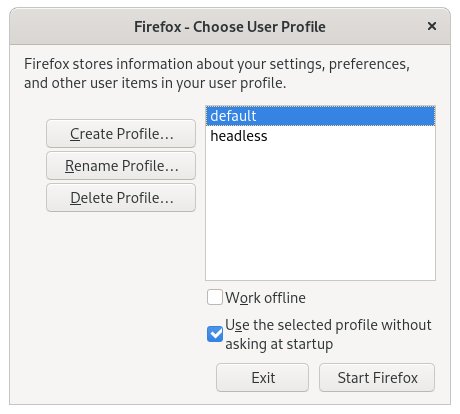 Firefox - Choose User Profile
Firefox stores information about your settings, preferences,
and other user items in your user profile.
Create Profile...
Rename Profile...
Delete Profile...
default
headless
Work offline
Use the selected profile without
asking at startup
Exit
Start Firefox